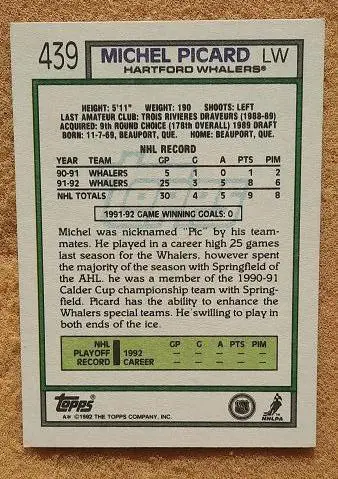 439 MICHEL PICARD LW
HARTFORD WHALERS®
HEIGHT: 5'11" WEIGHT: 190 SHOOTS: LEFT
LAST AMATEUR CLUB: TROIS RIVIERES DRAVEURS (1988-89)
ACQUIRED: 9th ROUND CHOICE (178th OVERALL) 1989 DRAFT
BORN: 11-7-69, BEAUPORT, QUE. HOME: BEAUPORT, QUE.
NHL RECORD
YEAR TEAM GP G A PTS PIM
90-91 WHALERS 5 1 0 1 2
91-92 WHALERS 25 3 5 8 6
NHL TOTALS 30 4 5 9 8
1991-92 GAME WINNING GOALS: 0
Michel was nicknamed "Pic" by his team-
mates. He played in a career high 25 games
last season for the Whalers, however spent
the majority of the season with Springfield of
the AHL. he was a member of the 1990-91
Calder Cup championship team with Spring-
field. Picard has the ability to enhance the
Whalers special teams. He'swilling to play in
both ends of the ice.
NHL GP G A PTS PIM
PLAYOFF 1992 – – – – –
RECORD CAREER – – – – –
Topps
A® ©1992 THE TOPPS COMPANY, INC.
NHL
NHLPA